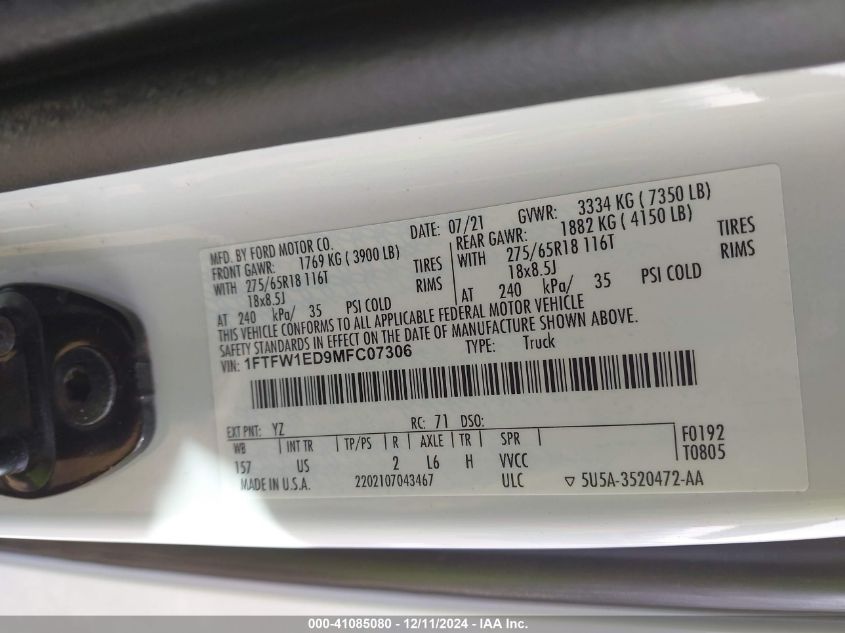 MFD. BY FORD MOTOR CO. DATE: 07/21 GVWR: 3334 KG ( 7350 LB)
FRONT GAWR: 1769 KG ( 3900 LB) REAR GAWR: 1882 KG ( 4150 LB)
WITH 275/65R18 116T TIRES WITH 275/65R18 116T TIRES
18x8.5J RIMS 18x8.5J RIMS
AT 240 kPa/ 35 PSI COLD AT 240 kPa/ 35 PSI COLD
THIS VEHICLE CONFORMS TO ALL APPLICABLE FEDERAL MOTOR VEHICLE
SAFETY STANDARDS IN EFFECT ON THE DATE OF MANUFACTURE SHOWN ABOVE.
VIN: 1FTFW1ED9MFC07306 TYPE: Truck
EXT PNT: YZ RC: 71 DSO:
WB INT TR TP/PS R AXLE TR SPR F0192
157 US 2 L6 H VVCC T0805
MADE IN U.S.A. 2202107043467 ULC ▽ 5U5A-3520472-AA
000-41085080 - 12/11/2024 - IAA Inc.